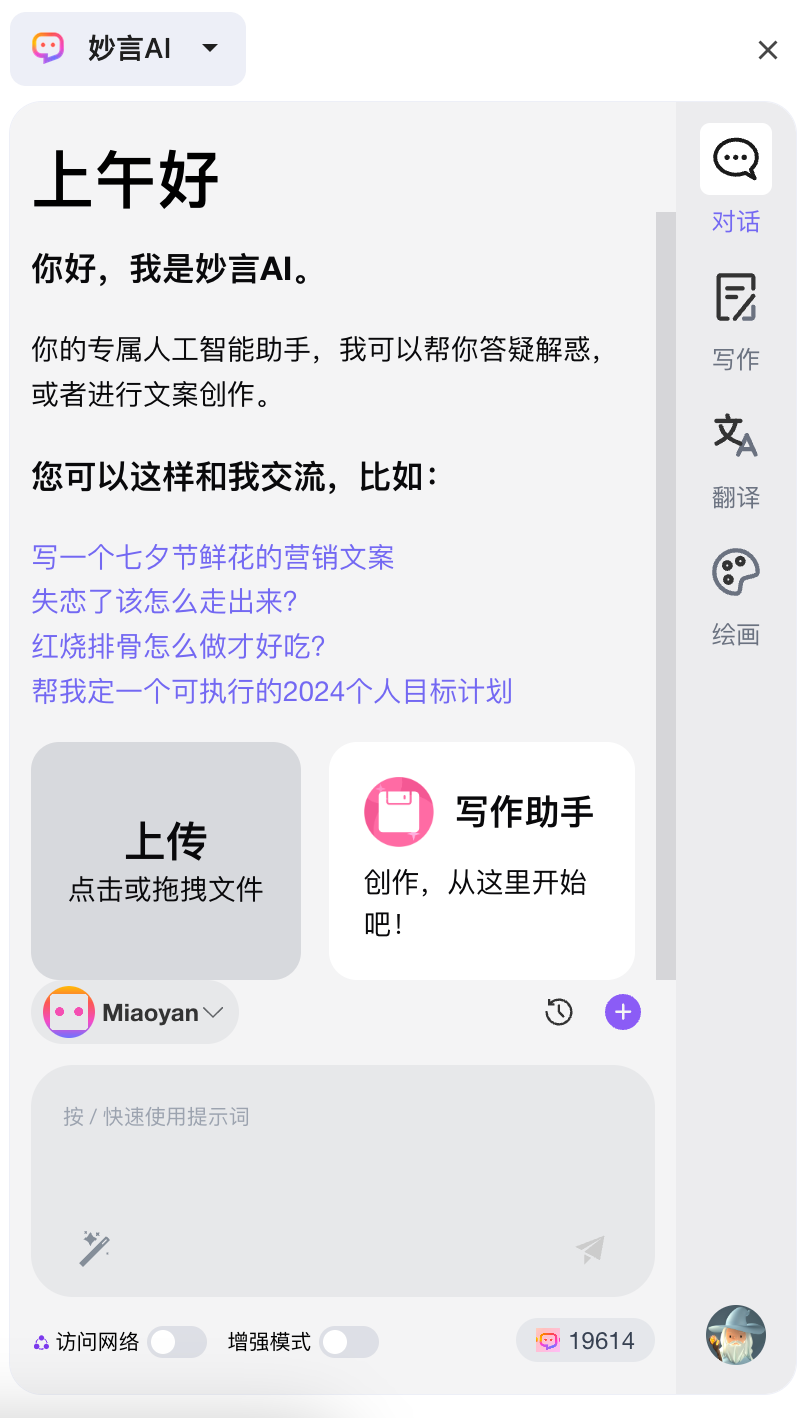 妙言AI
上午好
你好，我是妙言AI。
你的专属人工智能助手，我可以帮你答疑解惑，
或者进行文案创作。
您可以这样和我交流，比如：
写一个七夕节鲜花的营销文案
失恋了该怎么走出来?
红烧排骨怎么做才好吃?
帮我定一个可执行的2024个人目标计划
上传
点击或拖拽文件
写作助手
创作，从这里开始
吧！
Miaoyan
按 / 快速使用提示词
访问网络
增强模式
19614
对话
写作
翻译
绘画